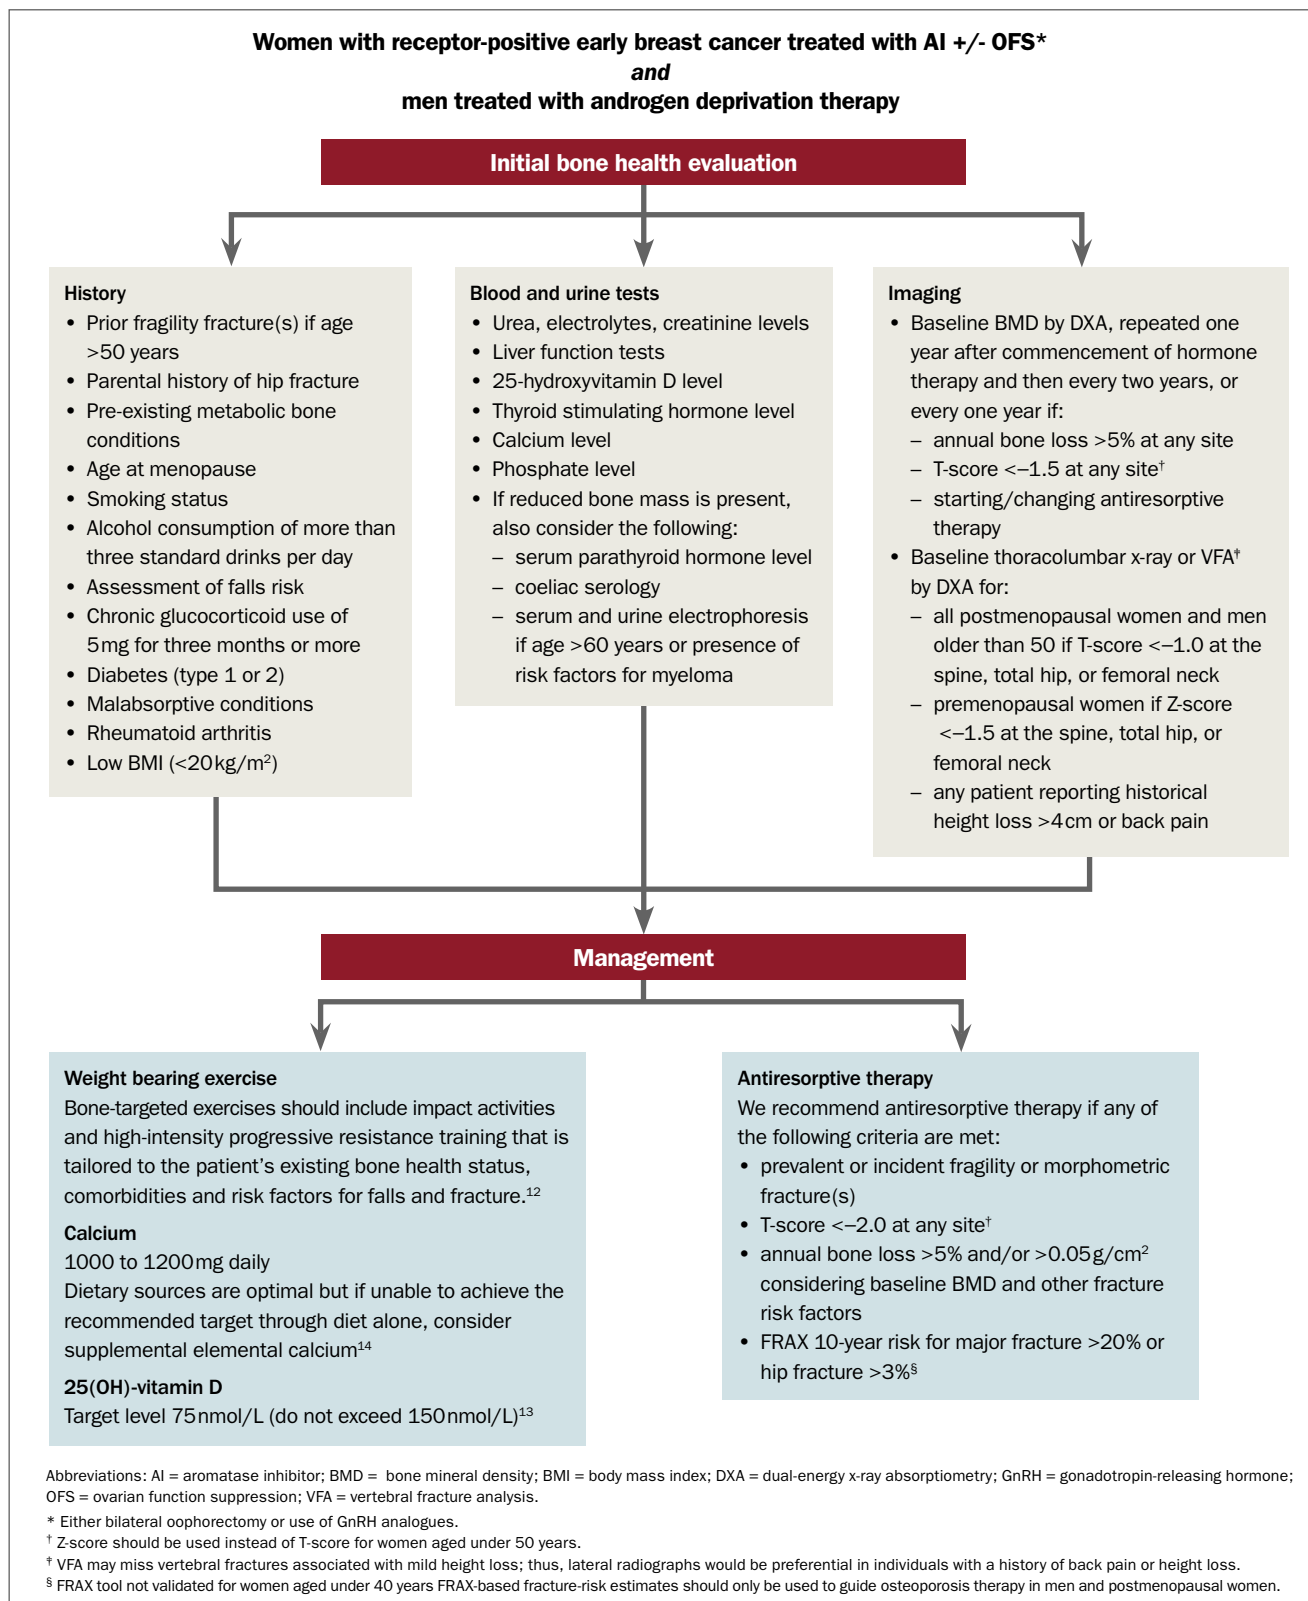 Women with receptor-positive early breast cancer treated with AI +/- OFS*
and
men treated with androgen deprivation therapy
Initial bone health evaluation
History
• Prior fragility fracture(s) if age
>50 years
• Parental history of hip fracture
• Pre-existing metabolic bone
conditions
• Age at menopause
• Smoking status
• Alcohol consumption of more than
three standard drinks per day
• Assessment of falls risk
• Chronic glucocorticoid use of
5 mg for three months or more
• Diabetes (type 1 or 2)
• Malabsorptive conditions
• Rheumatoid arthritis
• Low BMI (<20 kg/m²)
Blood and urine tests
• Urea, electrolytes, creatinine levels
• Liver function tests
• 25-hydroxyvitamin D level
• Thyroid stimulating hormone level
• Calcium level
• Phosphate level
• If reduced bone mass is present,
also consider the following:
– serum parathyroid hormone level
– coeliac serology
– serum and urine electrophoresis
if age >60 years or presence of
risk factors for myeloma
Imaging
• Baseline BMD by DXA, repeated one
year after commencement of hormone
therapy and then every two years, or
every one year if:
– annual bone loss >5% at any site
– T-score <–1.5 at any site†
– starting/changing antiresorptive
therapy
• Baseline thoracolumbar x-ray or VFA‡
by DXA for:
– all postmenopausal women and men
older than 50 if T-score <–1.0 at the
spine, total hip, or femoral neck
– premenopausal women if Z-score
<–1.5 at the spine, total hip, or
femoral neck
– any patient reporting historical
height loss >4 cm or back pain
Management
Weight bearing exercise
Bone-targeted exercises should include impact activities
and high-intensity progressive resistance training that is
tailored to the patient's existing bone health status,
comorbidities and risk factors for falls and fracture.¹²
Calcium
1000 to 1200 mg daily
Dietary sources are optimal but if unable to achieve the
recommended target through diet alone, consider
supplemental elemental calcium¹⁴
25(OH)-vitamin D
Target level 75 nmol/L (do not exceed 150 nmol/L)¹³
Antiresorptive therapy
We recommend antiresorptive therapy if any of
the following criteria are met:
• prevalent or incident fragility or morphometric
fracture(s)
• T-score <–2.0 at any site†
• annual bone loss >5% and/or >0.05 g/cm²
considering baseline BMD and other fracture
risk factors
• FRAX 10-year risk for major fracture >20% or
hip fracture >3%§
Abbreviations: AI = aromatase inhibitor; BMD = bone mineral density; BMI = body mass index; DXA = dual-energy x-ray absorptiometry; GnRH = gonadotropin-releasing hormone;
OFS = ovarian function suppression; VFA = vertebral fracture analysis.
* Either bilateral oophorectomy or use of GnRH analogues.
† Z-score should be used instead of T-score for women aged under 50 years.
‡ VFA may miss vertebral fractures associated with mild height loss; thus, lateral radiographs would be preferential in individuals with a history of back pain or height loss.
§ FRAX tool not validated for women aged under 40 years FRAX-based fracture-risk estimates should only be used to guide osteoporosis therapy in men and postmenopausal women.